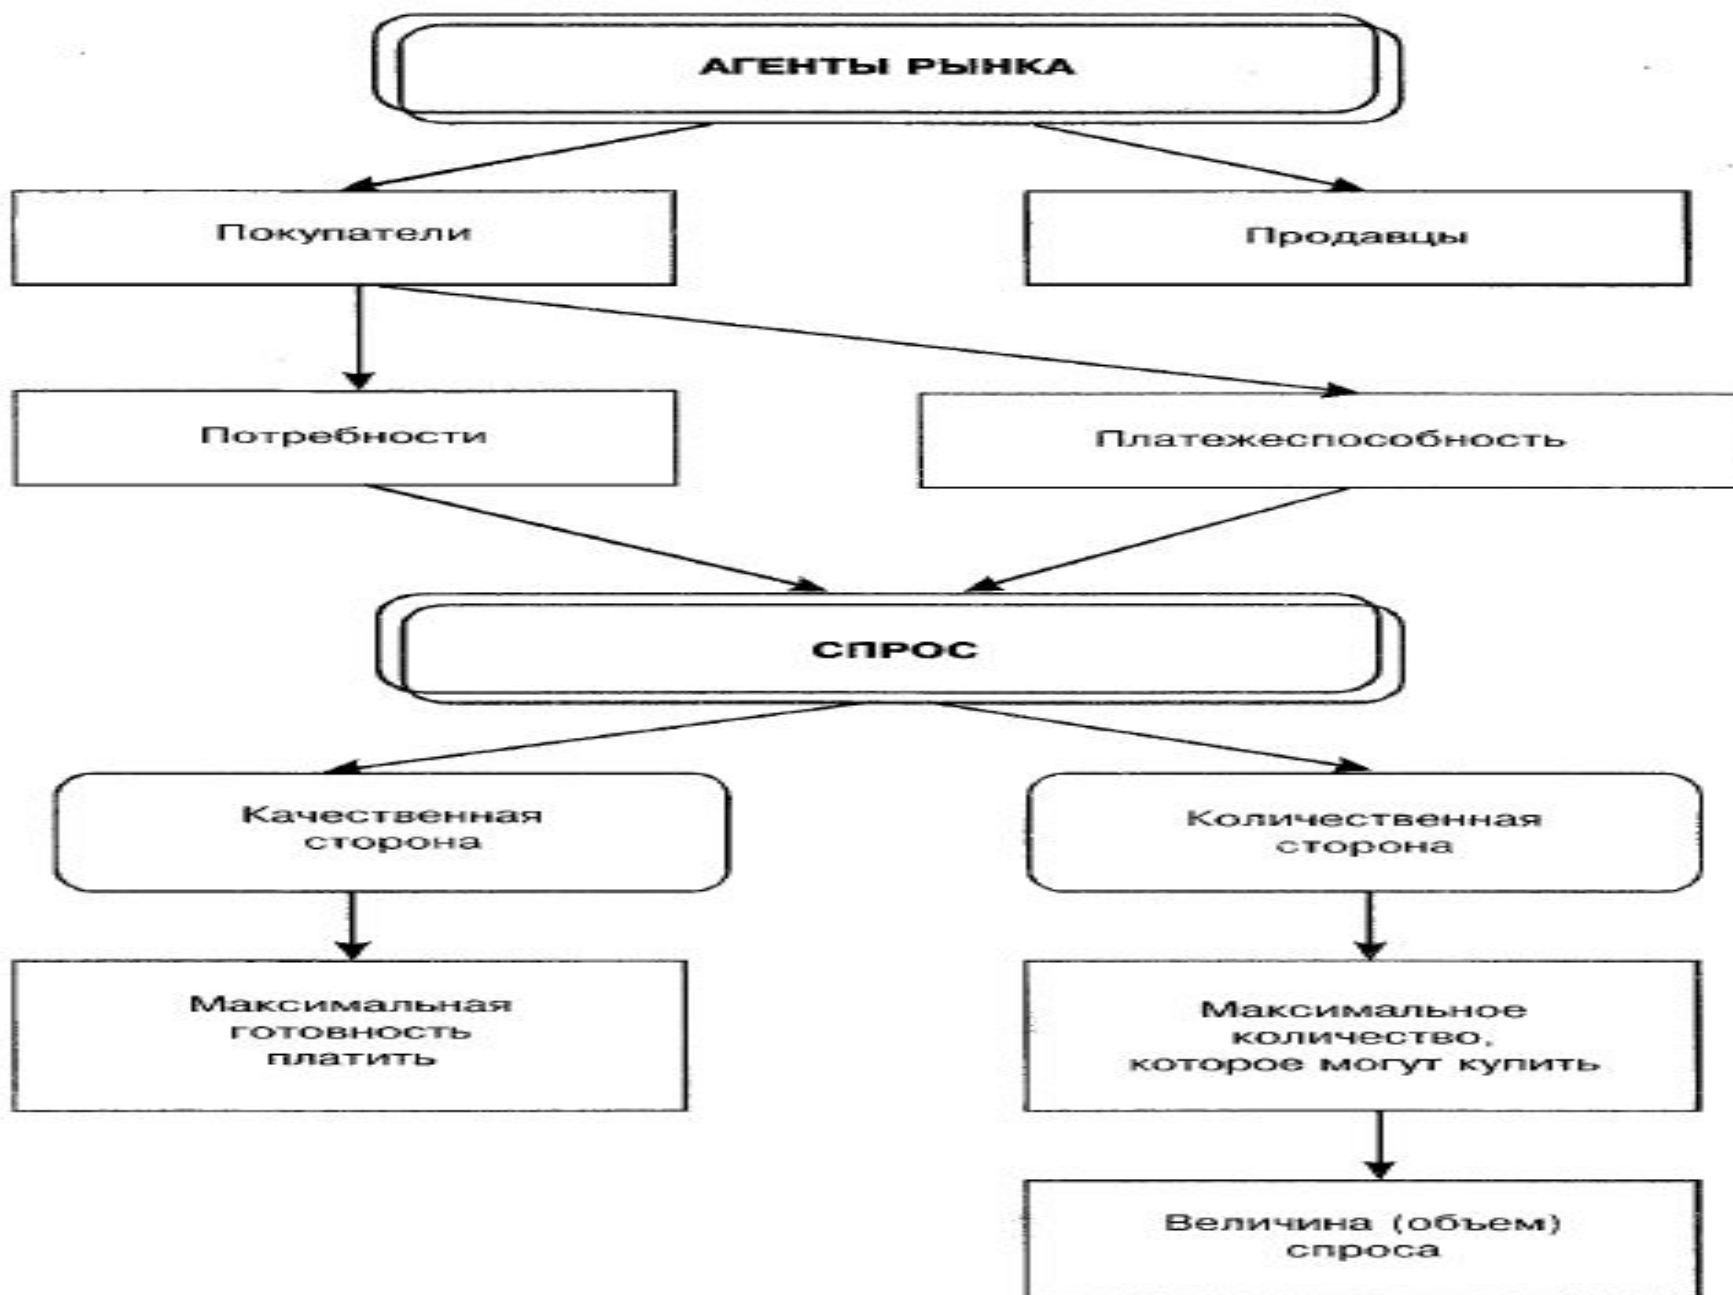 АГЕНТЫ РЫНКА
Покупатели
Продавцы
Потребности
Платежеспособность
СПРОС
Качественная
сторона
Количественная
сторона
Максимальная
готовность
платить
Максимальное
количество,
которое могут купить
Величина (объем)
спроса